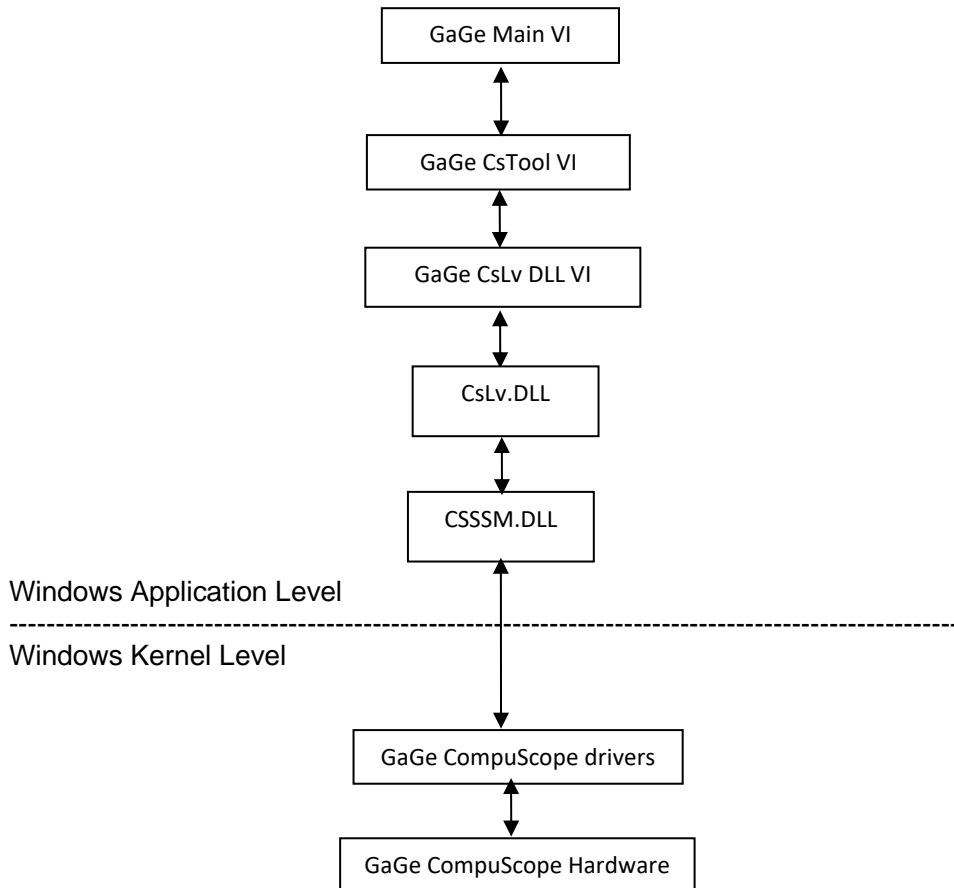 GaGe Main VI
GaGe CsTool VI
GaGe CsLv DLL VI
CsLv.DLL
CSSSM.DLL
Windows Application Level
Windows Kernel Level
GaGe CompuScope drivers
GaGe CompuScope Hardware